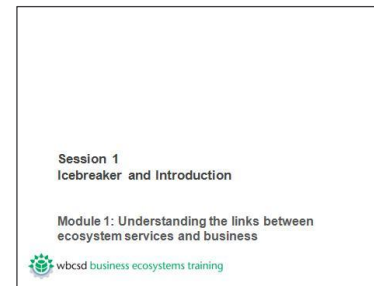 Session 1
Icebreaker and Introduction
Module 1: Understanding the links between
ecosystem services and business
wbcsd business ecosystems training